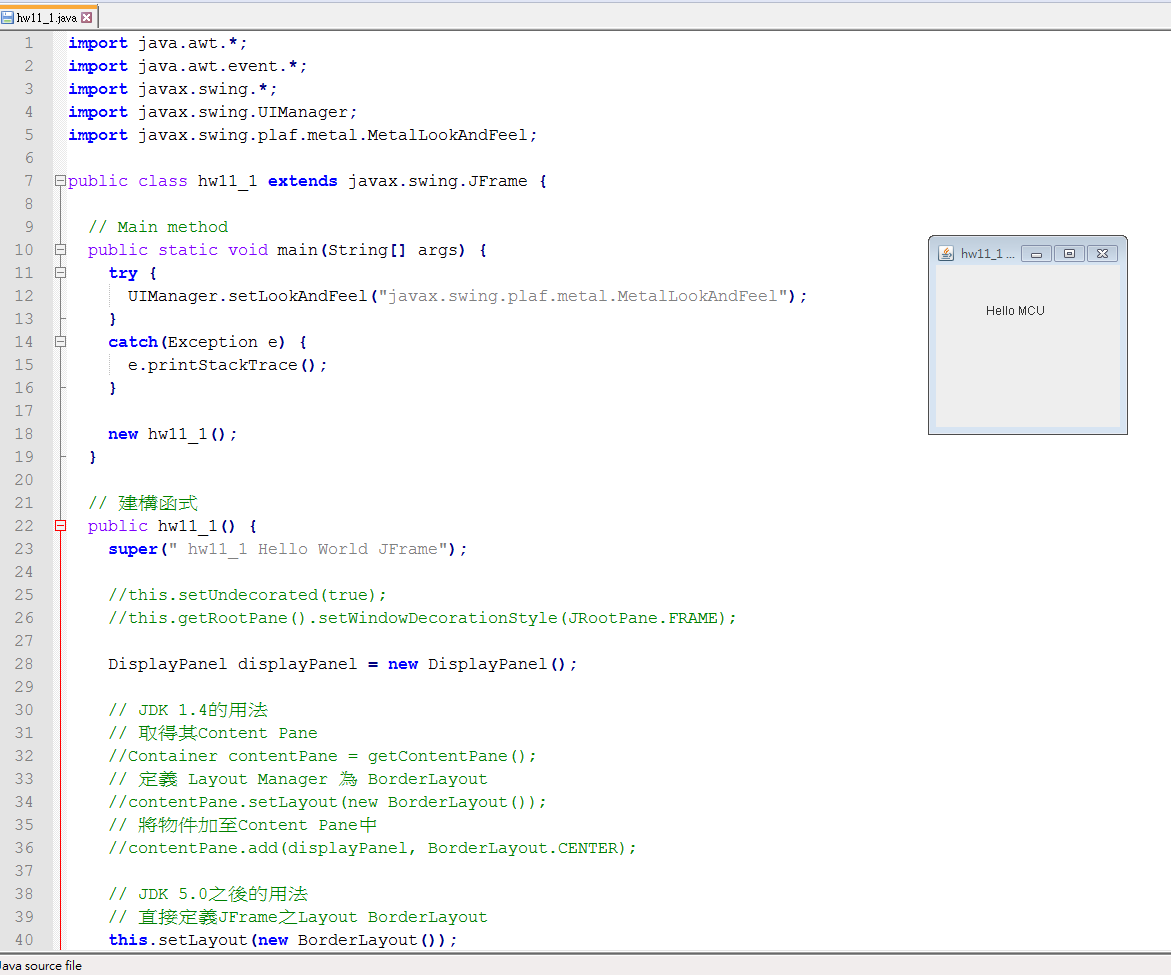 hw11_1.java
1 import java.awt.*;
2 import java.awt.event.*;
3 import javax.swing.*;
4 import javax.swing.UIManager;
5 import javax.swing.plaf.metal.MetalLookAndFeel;
6
7 public class hw11_1 extends javax.swing.JFrame {
8
9 // Main method
10 public static void main(String[] args) {
11 try {
12 UIManager.setLookAndFeel("javax.swing.plaf.metal.MetalLookAndFeel");
13 }
14 catch(Exception e) {
15 e.printStackTrace();
16 }
17
18 new hw11_1();
19 }
20
21 // 建構函式
22 public hw11_1() {
23 super(" hw11_1 Hello World JFrame");
24
25 //this.setUndecorated(true);
26 //this.getRootPane().setWindowDecorationStyle(JRootPane.FRAME);
27
28 DisplayPanel displayPanel = new DisplayPanel();
29
30 // JDK 1.4的用法
31 // 取得其Content Pane
32 //Container contentPane = getContentPane();
33 // 定義 Layout Manager 為 BorderLayout
34 //contentPane.setLayout(new BorderLayout());
35 // 將物件加至Content Pane中
36 //contentPane.add(displayPanel, BorderLayout.CENTER);
37
38 // JDK 5.0之後的用法
39 // 直接定義JFrame之Layout BorderLayout
40 this.setLayout(new BorderLayout());
hw11_1 ...
Hello MCU
Java source file